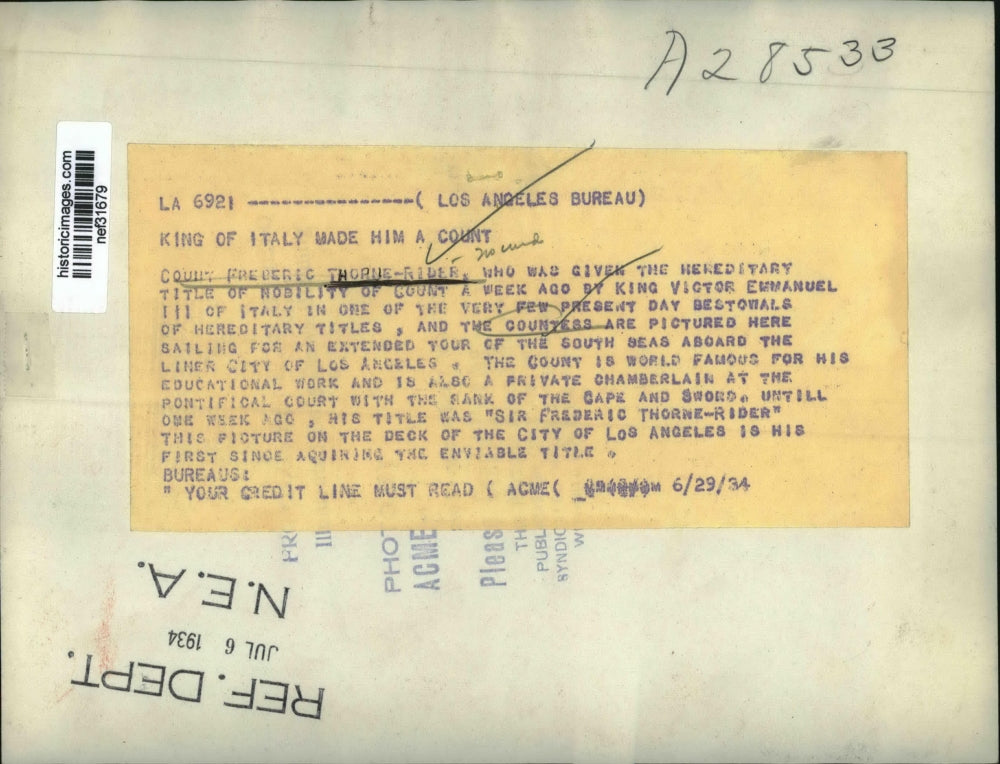 A28533
historicimages.com
nef31679
LA 6921 ----------------( LOS ANGELES BUREAU)
KING OF ITALY MADE HIM A COUNT
COUNT FREDERIC THORNE-RIDER, WHO WAS GIVEN THE HEREDITARY
TITLE OF NOBILITY OF COUNT A WEEK AGO BY KING VICTOR EMMANUEL
III OF ITALY IN ONE OF THE VERY FEW PRESENT DAY BESTOWALS
OF HEREDITARY TITLES , AND THE COUNTESS ARE PICTURED HERE
SAILING FOR AN EXTENDED TOUR OF THE SOUTH SEAS ABOARD THE
LINER CITY OF LOS ANGELES . THE COUNT IS WORLD FAMOUS FOR HIS
EDUCATIONAL WORK AND IS ALSO A PRIVATE CHAMBERLAIN AT THE
PONTIFICAL COURT WITH THE RANK OF THE CAPE AND SWORD. UNTILL
ONE WEEK AGO , HIS TITLE WAS "SIR FREDERIC THORNE-RIDER"
THIS PICTURE ON THE DECK OF THE CITY OF LOS ANGELES IS HIS
FIRST SINCE AQUIRING THE ENVIABLE TITLE .
BUREAUS:
" YOUR CREDIT LINE MUST READ ( ACME( 6/29/34
PHO
ACME
Pleas
TH
PUBL
SYNDIC
W
N.E.A.
JUL 6 1934
REF. DEPT.